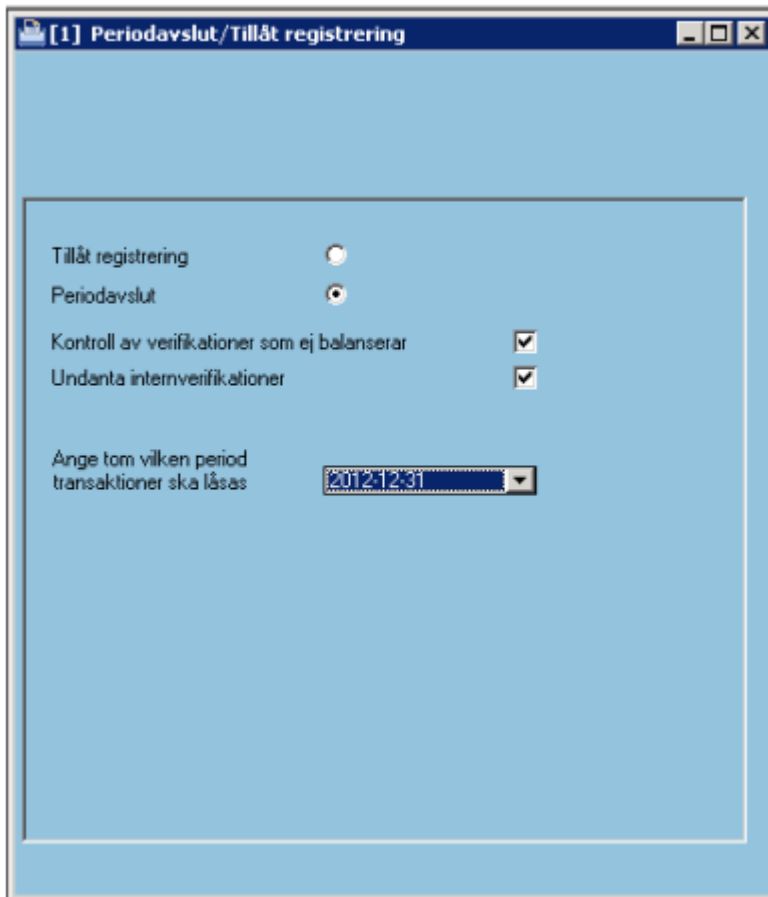 [1] Periodavslut/Tillåt registrering
Tillåt registrering
Periodavslut
Kontroll av verifikationer som ej balanserar
Undanta internverifikationer
Ange tom vilken period
transaktioner ska låsas
2012-12-31